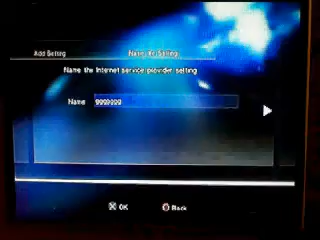 Add Setting
Name the Setting
Name the Internet service provider setting
Name
OK
Back